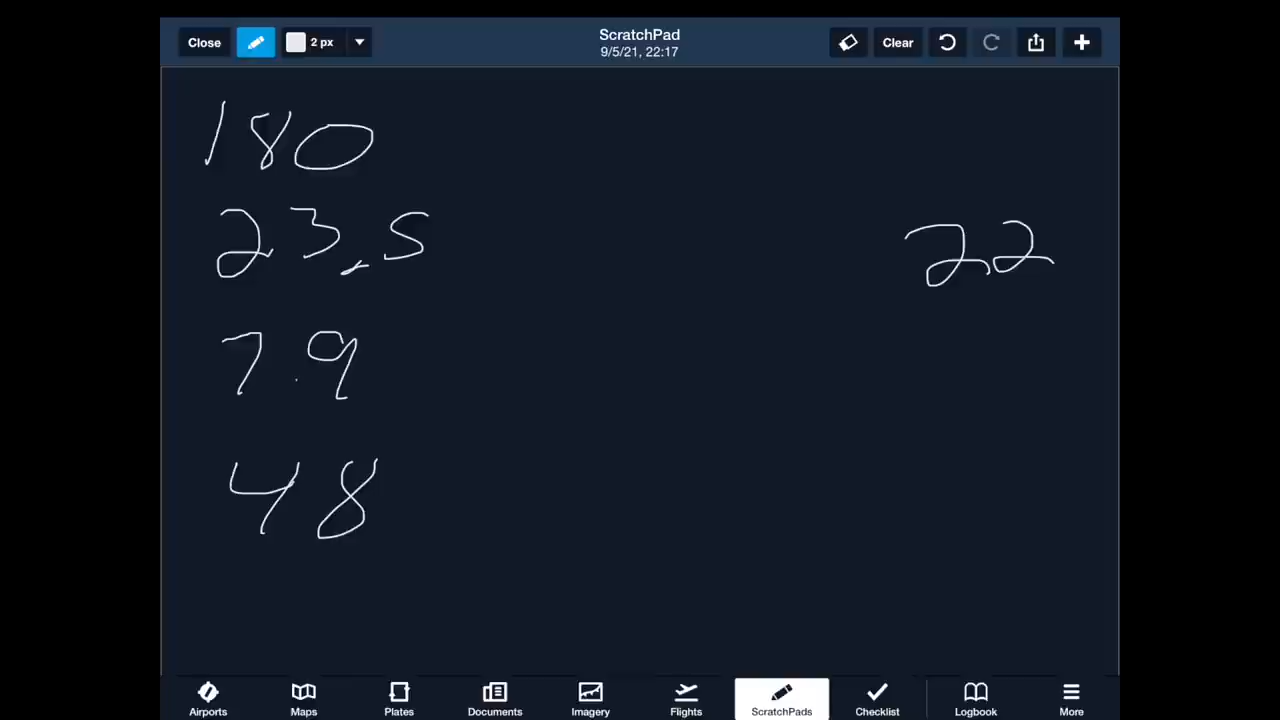 Close 2 px ScratchPad Clear
9/5/21, 22:17
180
23.5 22
7.9
48
Airports Maps Plates Documents Imagery Flights ScratchPads Checklist Logbook More